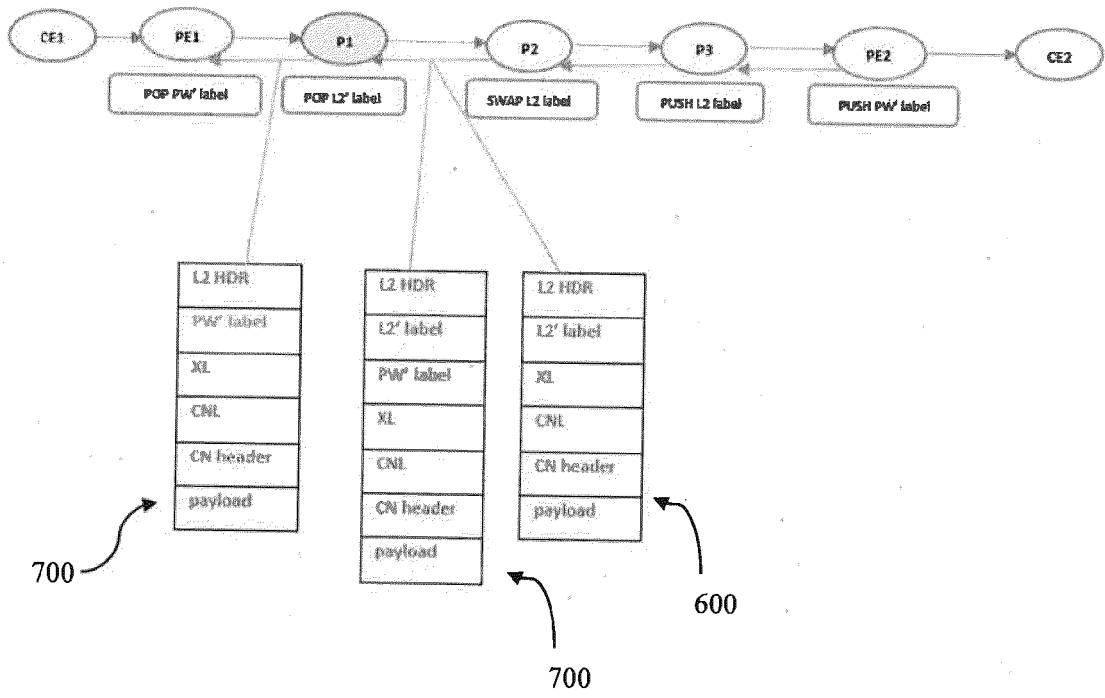 CE1
PE1
P1
P2
P3
PE2
CE2
POP PW' label
POP L2' label
SWAP L2 label
PUSH L2 label
PUSH PW' label
L2 HDR
PW' label
XL
CNL
CN header
payload
L2 HDR
L2' label
PW' label
XL
CNL
CN header
payload
L2 HDR
L2' label
XL
CNL
CN header
payload
700
700
600